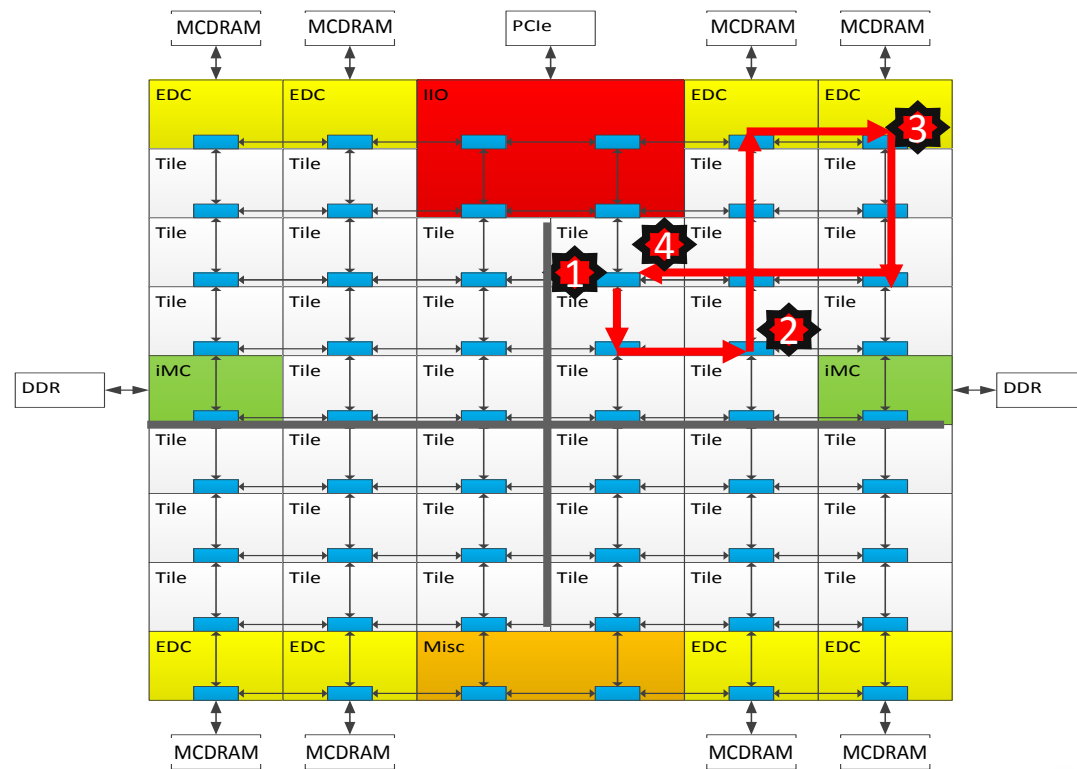 MCDRAM MCDRAM PCIe MCDRAM MCDRAM
EDC EDC IIO EDC EDC
3
Tile Tile Tile Tile
Tile Tile Tile Tile Tile Tile
4
1
Tile Tile Tile Tile Tile Tile
2
iMC Tile Tile Tile Tile iMC
DDR DDR
Tile Tile Tile Tile Tile Tile
Tile Tile Tile Tile Tile Tile
Tile Tile Tile Tile Tile Tile
EDC EDC Misc EDC EDC
MCDRAM MCDRAM MCDRAM MCDRAM